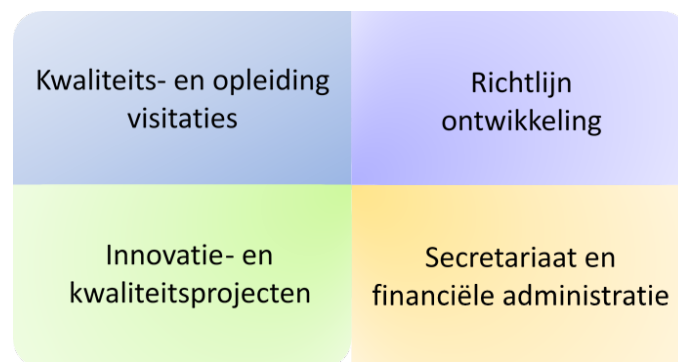 Kwaliteits- en opleiding
visitaties
Richtlijn
ontwikkeling
Innovatie- en
kwaliteitsprojecten
Secretariaat en
financiële administratie